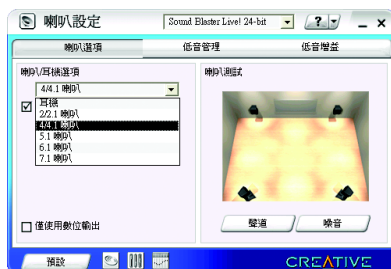 喇叭設定
Sound Blaster Live! 24-bit
?
喇叭選項
低音管理
低音增益
喇叭/耳機選項
4/4.1 喇叭
耳機
2/2.1 喇叭
4/4.1 喇叭
5.1 喇叭
6.1 喇叭
7.1 喇叭
僅使用數位輸出
喇叭測試
聲道
噪音
預設
CREATIVE